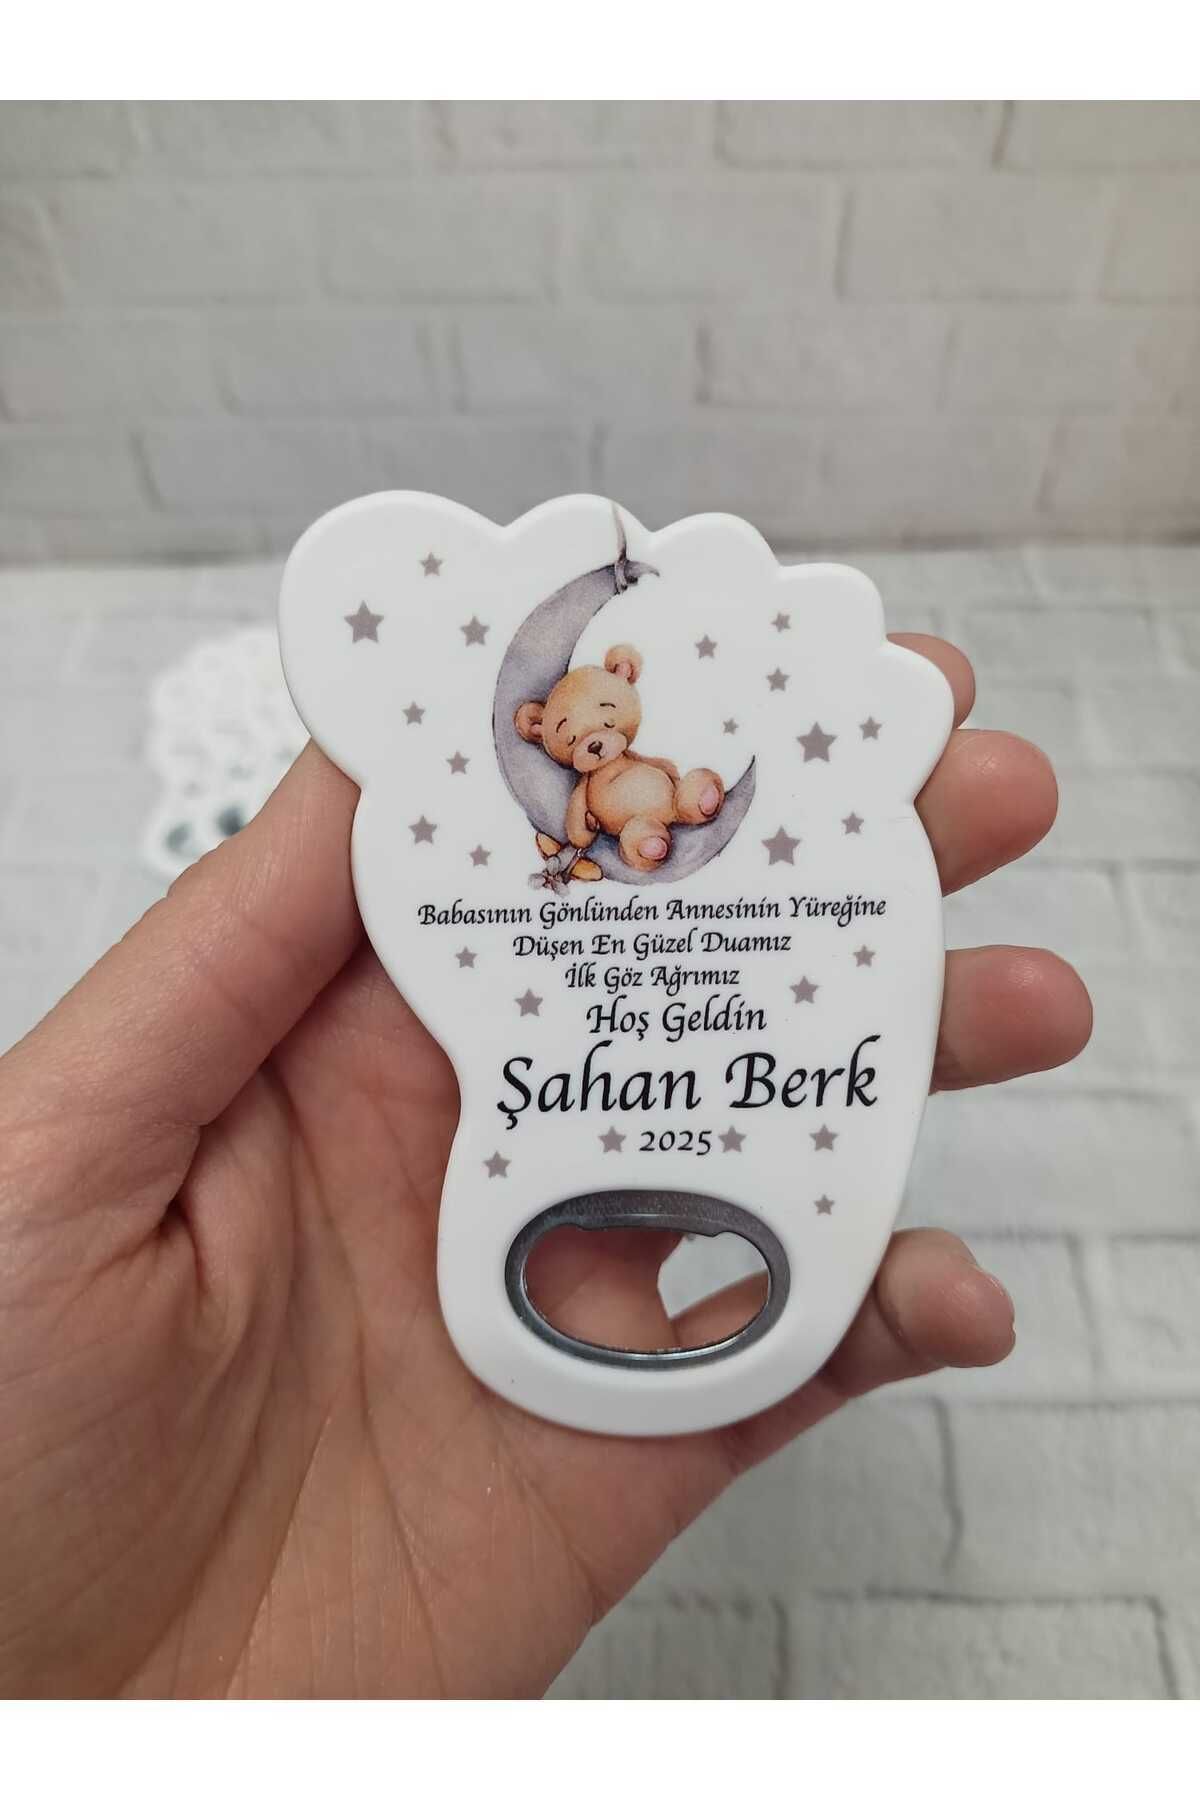 Babasının Gönlünden Annesinin Yüreğine
Düşen En Güzel Duamız
İlk Göz Ağrımız
Hoş Geldin
Şahan Berk
2025